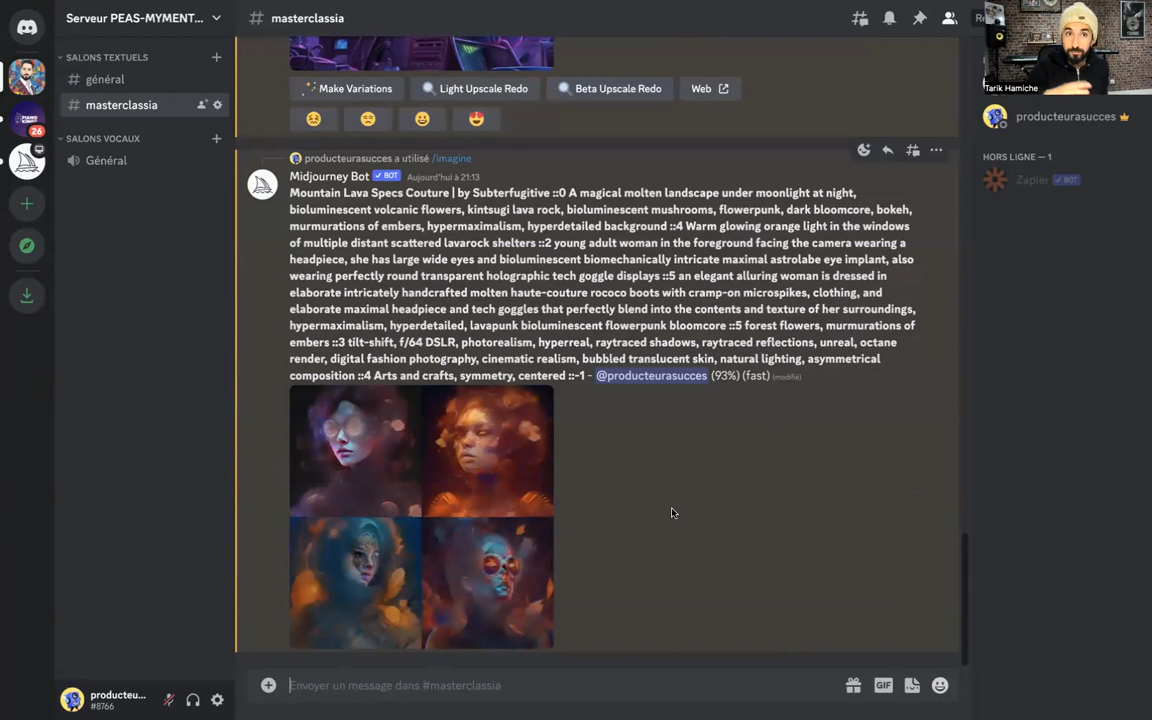 Serveur PEAS-MYMENT...
masterclassia
SALONS TEXTUELS
général
masterclassia
SALONS VOCAUX
Général
26
Make Variations
Light Upscale Redo
Beta Upscale Redo
Web
producteurasucces a utilisé /imagine
Midjourney Bot BOT Aujourd'hui à 21:13
Mountain Lava Specs Couture | by Subterfugitive ::0 A magical molten landscape under moonlight at night,
bioluminescent volcanic flowers, kintsugi lava rock, bioluminescent mushrooms, flowerpunk, dark bloomcore, bokeh,
murmurations of embers, hypermaximalism, hyperdetailed background ::4 Warm glowing orange light in the windows
of multiple distant scattered lavarock shelters ::2 young adult woman in the foreground facing the camera wearing a
headpiece, she has large wide eyes and bioluminescent biomechanically intricate maximal astrolabe eye implant, also
wearing perfectly round transparent holographic tech goggle displays ::5 an elegant alluring woman is dressed in
elaborate intricately handcrafted molten haute-couture rococo boots with cramp-on microspikes, clothing, and
elaborate maximal headpiece and tech goggles that perfectly blend into the contents and texture of her surroundings,
hypermaximalism, hyperdetailed, lavapunk bioluminescent flowerpunk bloomcore ::5 forest flowers, murmurations of
embers ::3 tilt-shift, f/64 DSLR, photorealism, hyperreal, raytraced shadows, raytraced reflections, unreal, octane
render, digital fashion photography, cinematic realism, bubbled translucent skin, natural lighting, asymmetrical
composition ::4 Arts and crafts, symmetry, centered ::-1 - @producteurasucces (93%) (fast) (modifié)
Envoyer un message dans #masterclassia
GIF
producteu...
#8766
Tarik Hamiche
producteurasucces
HORS LIGNE — 1
Zapier BOT